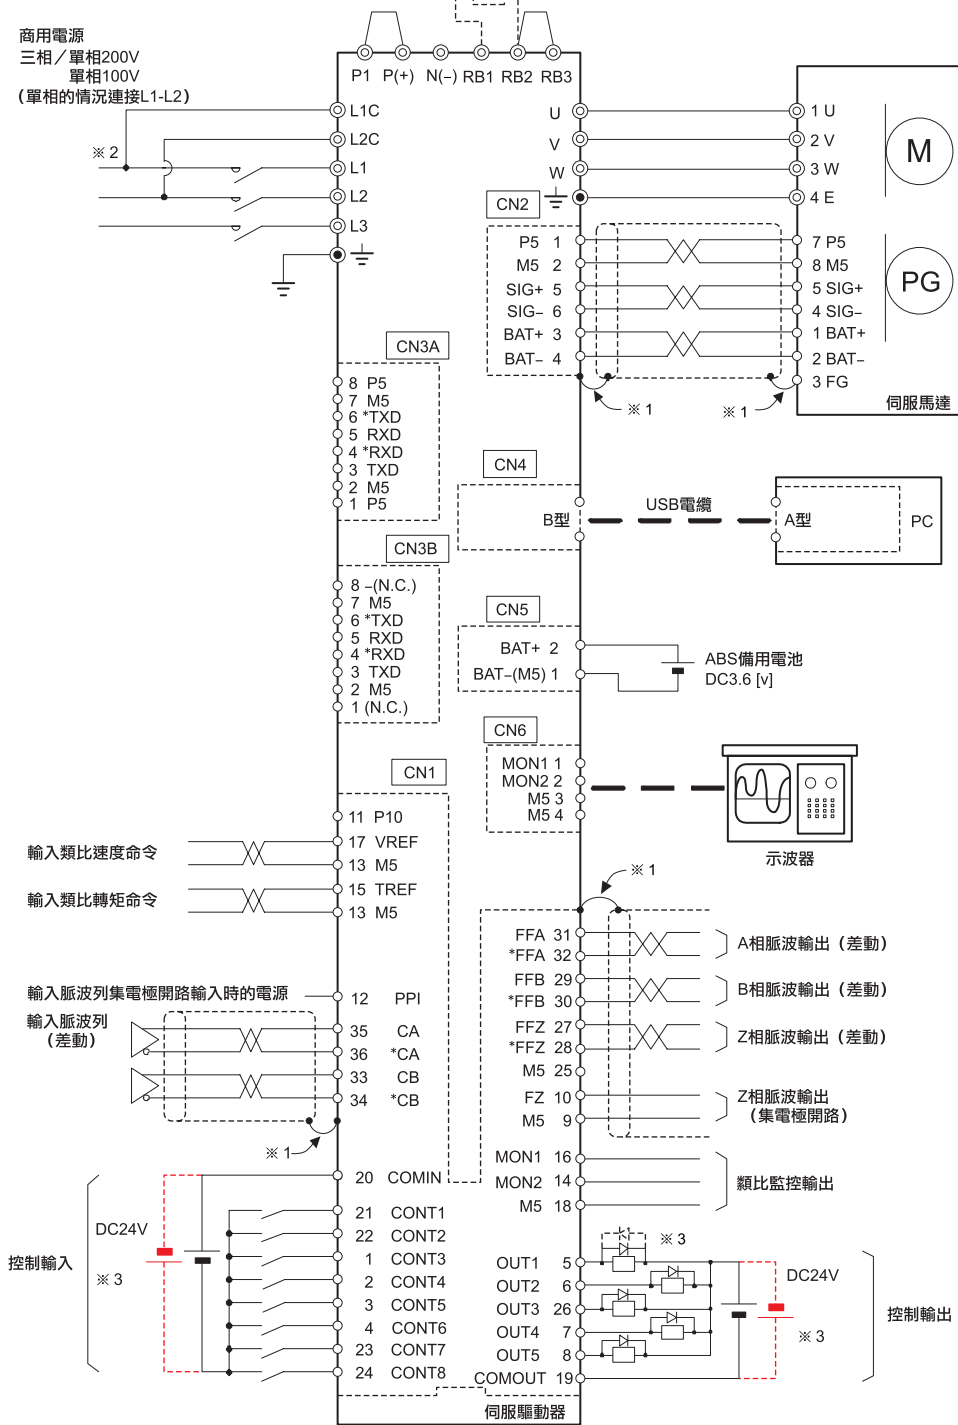 商用電源
三相／單相200V
單相100V
（單相的情況連接L1-L2）
P1 P(+) N(−) RB1 RB2 RB3
L1C
L2C
※2
L1
L2
L3
U
V
W
1 U
2 V
3 W
4 E
M
CN2
P5 1
M5 2
SIG+ 5
SIG− 6
BAT+ 3
BAT− 4
7 P5
8 M5
5 SIG+
4 SIG−
1 BAT+
2 BAT−
3 FG
PG
※1
※1
伺服馬達
CN3A
8 P5
7 M5
6 *TXD
5 RXD
4 *RXD
3 TXD
2 M5
1 P5
CN4
B型
USB電纜
A型
PC
CN3B
8 −(N.C.)
7 M5
6 *TXD
5 RXD
4 *RXD
3 TXD
2 M5
1 (N.C.)
CN5
BAT+ 2
BAT−(M5) 1
ABS備用電池
DC3.6 [v]
CN6
MON1 1
MON2 2
M5 3
M5 4
示波器
CN1
11 P10
17 VREF
13 M5
15 TREF
13 M5
輸入類比速度命令
輸入類比轉矩命令
輸入脈波列集電極開路輸入時的電源
12 PPI
輸入脈波列
（差動）
35 CA
36 *CA
33 CB
34 *CB
※1
※1
FFA 31
*FFA 32
FFB 29
*FFB 30
FFZ 27
*FFZ 28
M5 25
FZ 10
M5 9
A相脈波輸出（差動）
B相脈波輸出（差動）
Z相脈波輸出（差動）
Z相脈波輸出
（集電極開路）
MON1 16
MON2 14
M5 18
類比監控輸出
20 COMIN
21 CONT1
22 CONT2
1 CONT3
2 CONT4
3 CONT5
4 CONT6
23 CONT7
24 CONT8
DC24V
控制輸入
※3
OUT1 5
OUT2 6
OUT3 26
OUT4 7
OUT5 8
COMOUT 19
※3
DC24V
※3
控制輸出
伺服驅動器